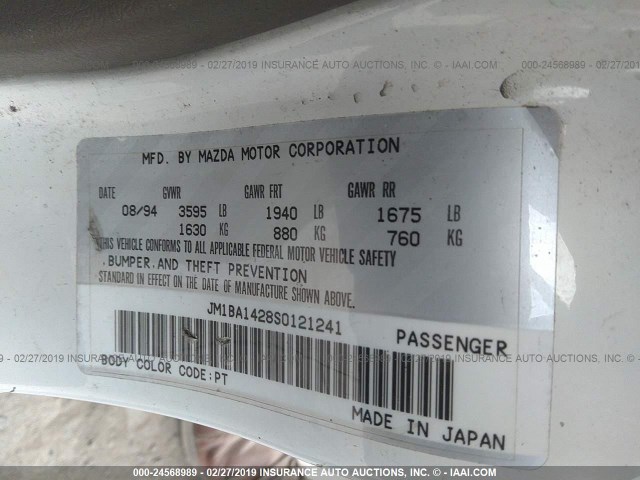 000-24568989 - 02/27/2019 INSURANCE AUTO AUCTIONS, INC. © - IAAI.COM
000-24568989 -
MFD. BY MAZDA MOTOR CORPORATION
DATE GVWR GAWR FRT GAWR RR
08/94 3595 LB 1940 LB 1675 LB
1630 KG 880 KG 760 KG
THIS VEHICLE CONFORMS TO ALL APPLICABLE FEDERAL MOTOR VEHICLE SAFETY
BUMPER, AND THEFT PREVENTION
STANDARD IN EFFECT ON THE DATE OF MANUFACTURE SHOWN ABOVE.
JM1BA1428S0121241 PASSENGER
BODY COLOR CODE:PT
MADE IN JAPAN
000-24568989 - 02/27/2019 INSURANCE AUTO AUCTIONS, INC. © - IAAI.COM